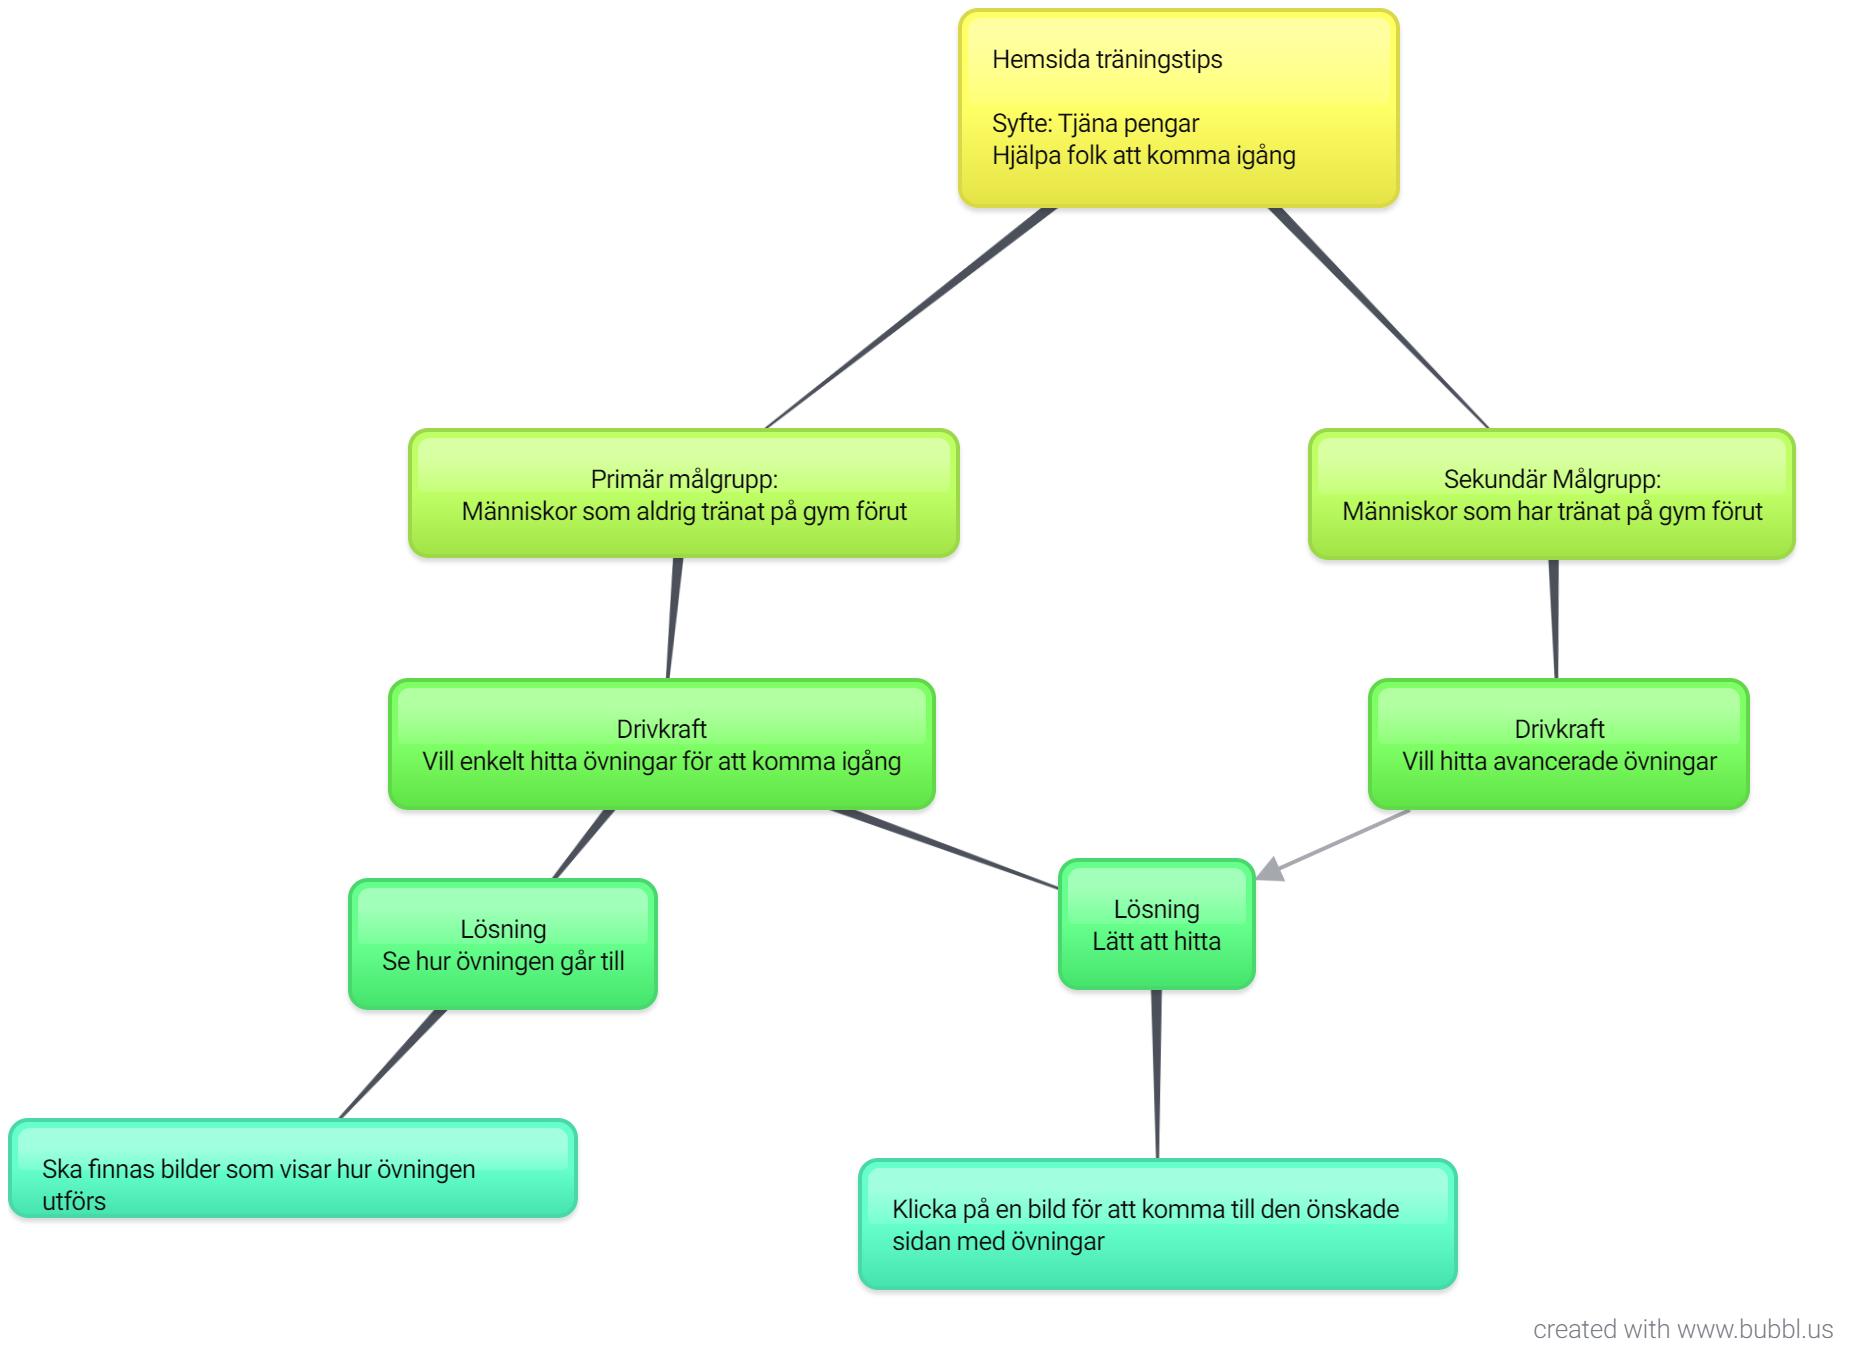 Hemsida träningstips
Syfte: Tjäna pengar
Hjälpa folk att komma igång
Primär målgrupp:
Människor som aldrig tränat på gym förut
Sekundär Målgrupp:
Människor som har tränat på gym förut
Drivkraft
Vill enkelt hitta övningar för att komma igång
Drivkraft
Vill hitta avancerade övningar
Lösning
Se hur övningen går till
Lösning
Lätt att hitta
Ska finnas bilder som visar hur övningen
utförs
Klicka på en bild för att komma till den önskade
sidan med övningar
created with www.bubbl.us